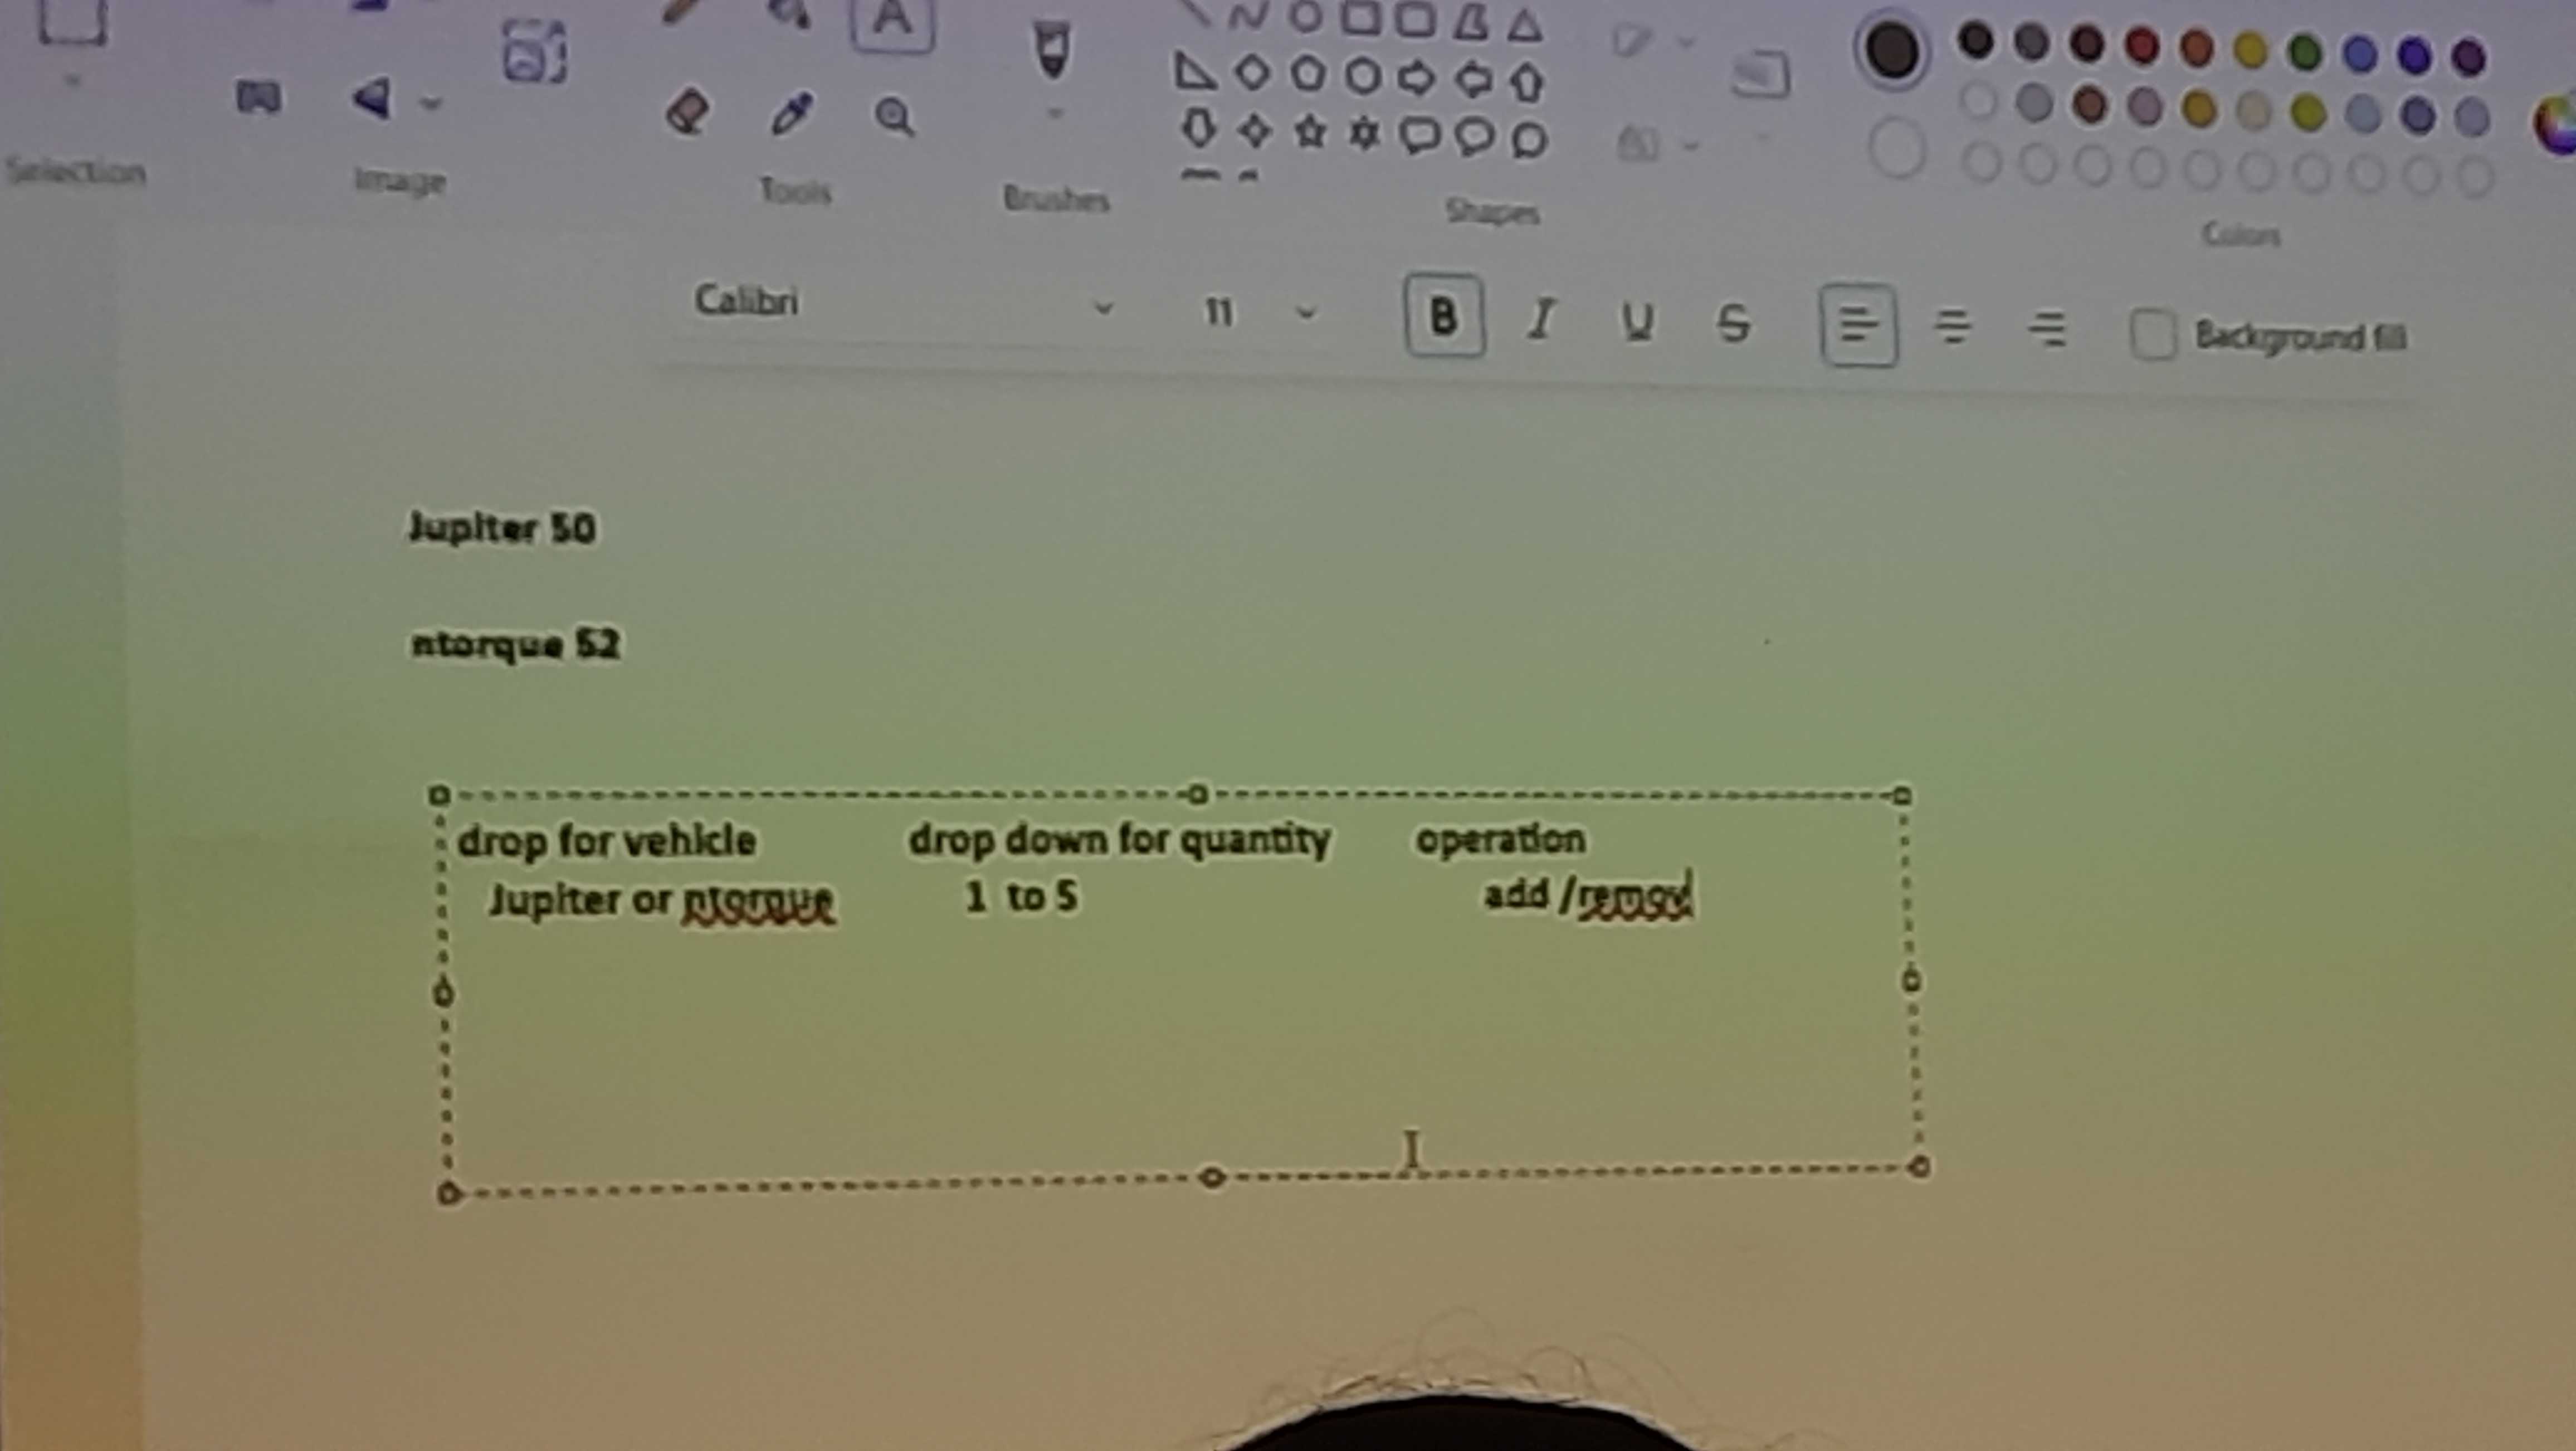 Selection
Image
Tools
Brushes
Shapes
Colors
A
Calibri 11 B I U S Background fill
Jupiter 50
ntorque 52
drop for vehicle drop down for quantity operation
Jupiter or ntorque 1 to 5 add /remov